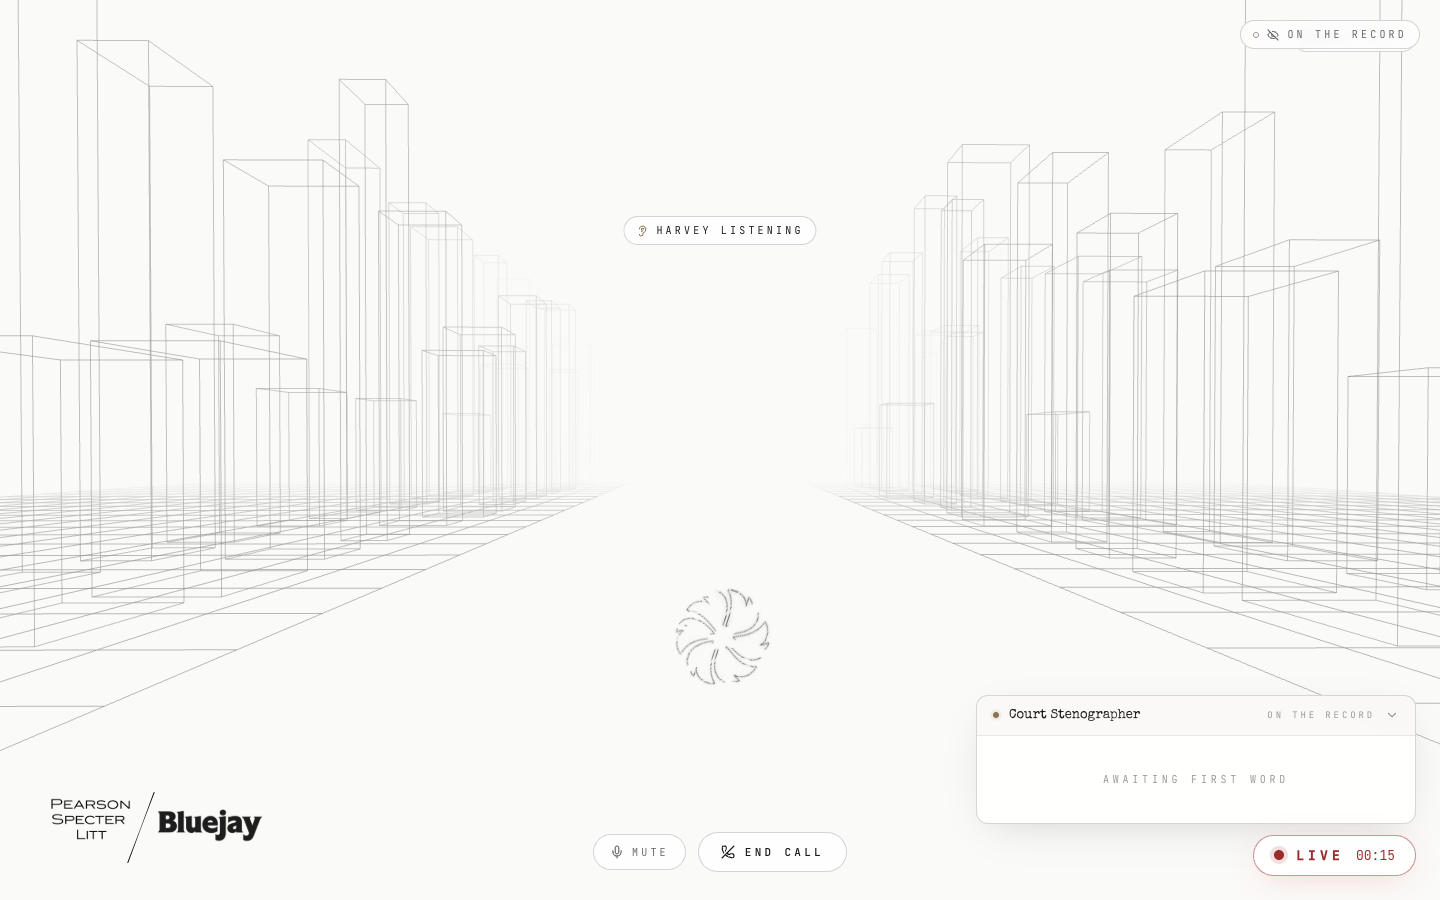 ON THE RECORD
HARVEY LISTENING
Court Stenographer
ON THE RECORD
AWAITING FIRST WORD
PEARSON
SPECTER
LITT
Bluejay
MUTE
END CALL
LIVE 00:15